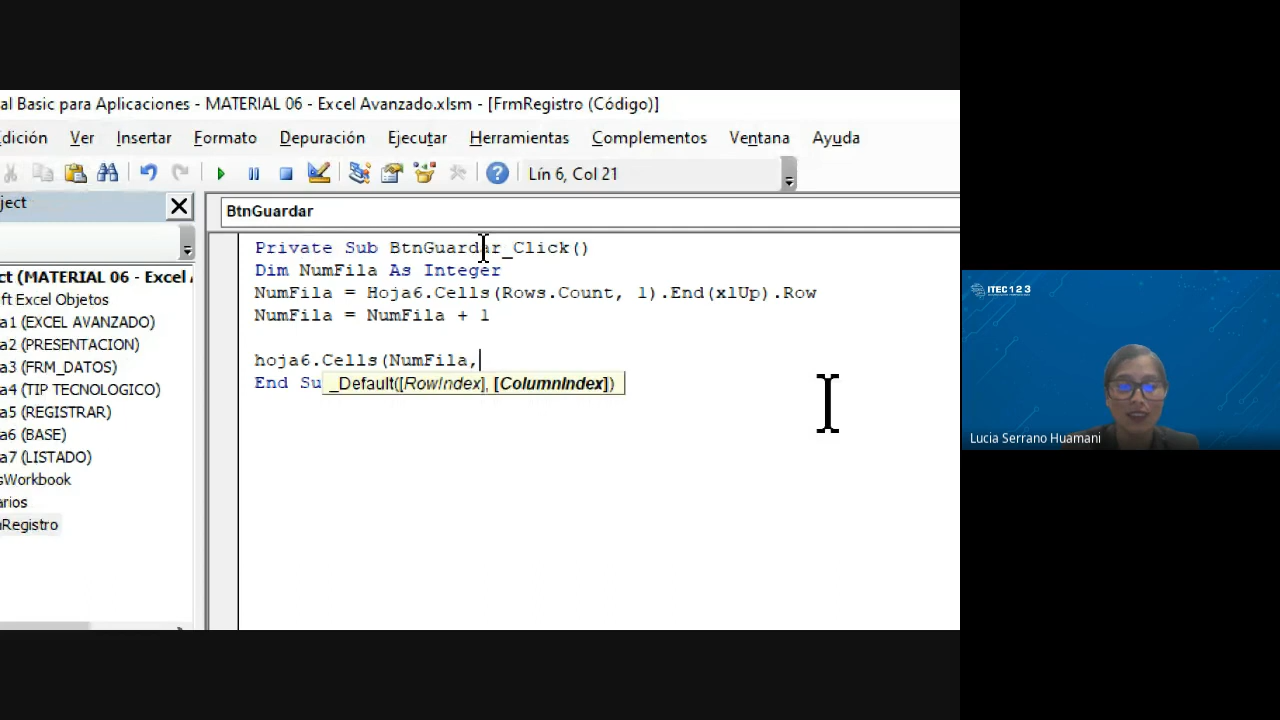 al Basic para Aplicaciones - MATERIAL 06 - Excel Avanzado.xlsm - [FrmRegistro (Código)]
dición Ver Insertar Formato Depuración Ejecutar Herramientas Complementos Ventana Ayuda
Lín 6, Col 21
ject
BtnGuardar
ct (MATERIAL 06 - Excel A
ft Excel Objetos
a1 (EXCEL AVANZADO)
a2 (PRESENTACION)
a3 (FRM_DATOS)
a4 (TIP TECNOLOGICO)
a5 (REGISTRAR)
a6 (BASE)
a7 (LISTADO)
sWorkbook
arios
nRegistro
Private Sub BtnGuardar_Click()
Dim NumFila As Integer
NumFila = Hoja6.Cells(Rows.Count, 1).End(xlUp).Row
NumFila = NumFila + 1
hoja6.Cells(NumFila,
End Su
_Default([RowIndex], [ColumnIndex])
ITEC 1 2 3
Lucia Serrano Huamani